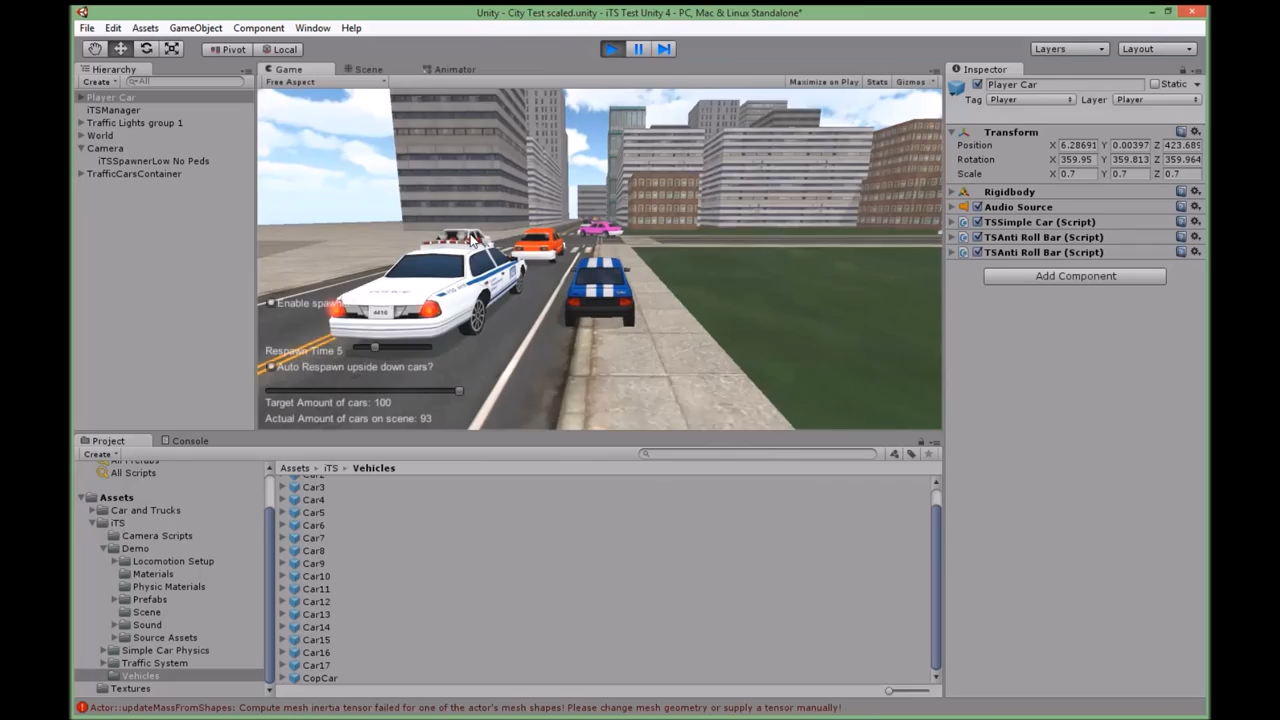 Unity - City Test scaled.unity - iTS Test Unity 4 - PC, Mac & Linux Standalone*
File Edit Assets GameObject Component Window Help
Pivot Local Layers Layout
Hierarchy
Create All
Player Car
iTSManager
Traffic Lights group 1
World
Camera
iTSSpawnerLow No Peds
TrafficCarsContainer
Game Scene Animator
Free Aspect Maximize on Play Stats Gizmos
4410
Enable spawn
Respawn Time 5
Auto Respawn upside down cars?
Target Amount of cars: 100
Actual Amount of cars on scene: 93
Inspector
Player Car Static
Tag Player Layer Player
Transform
Position X 6.28691 Y 0.00397 Z 423.689
Rotation X 359.95 Y 359.813 Z 359.964
Scale X 0.7 Y 0.7 Z 0.7
Rigidbody
Audio Source
TSSimple Car (Script)
TSAnti Roll Bar (Script)
TSAnti Roll Bar (Script)
Add Component
Project Console
Create
All Prefabs
All Scripts
Assets
Car and Trucks
iTS
Camera Scripts
Demo
Locomotion Setup
Materials
Physic Materials
Prefabs
Scene
Sound
Source Assets
Simple Car Physics
Traffic System
Vehicles
Textures
Assets iTS Vehicles
Car2
Car3
Car4
Car5
Car6
Car7
Car8
Car9
Car10
Car11
Car12
Car13
Car14
Car15
Car16
Car17
CopCar
Actor::updateMassFromShapes: Compute mesh inertia tensor failed for one of the actor's mesh shapes! Please change mesh geometry or supply a tensor manually!